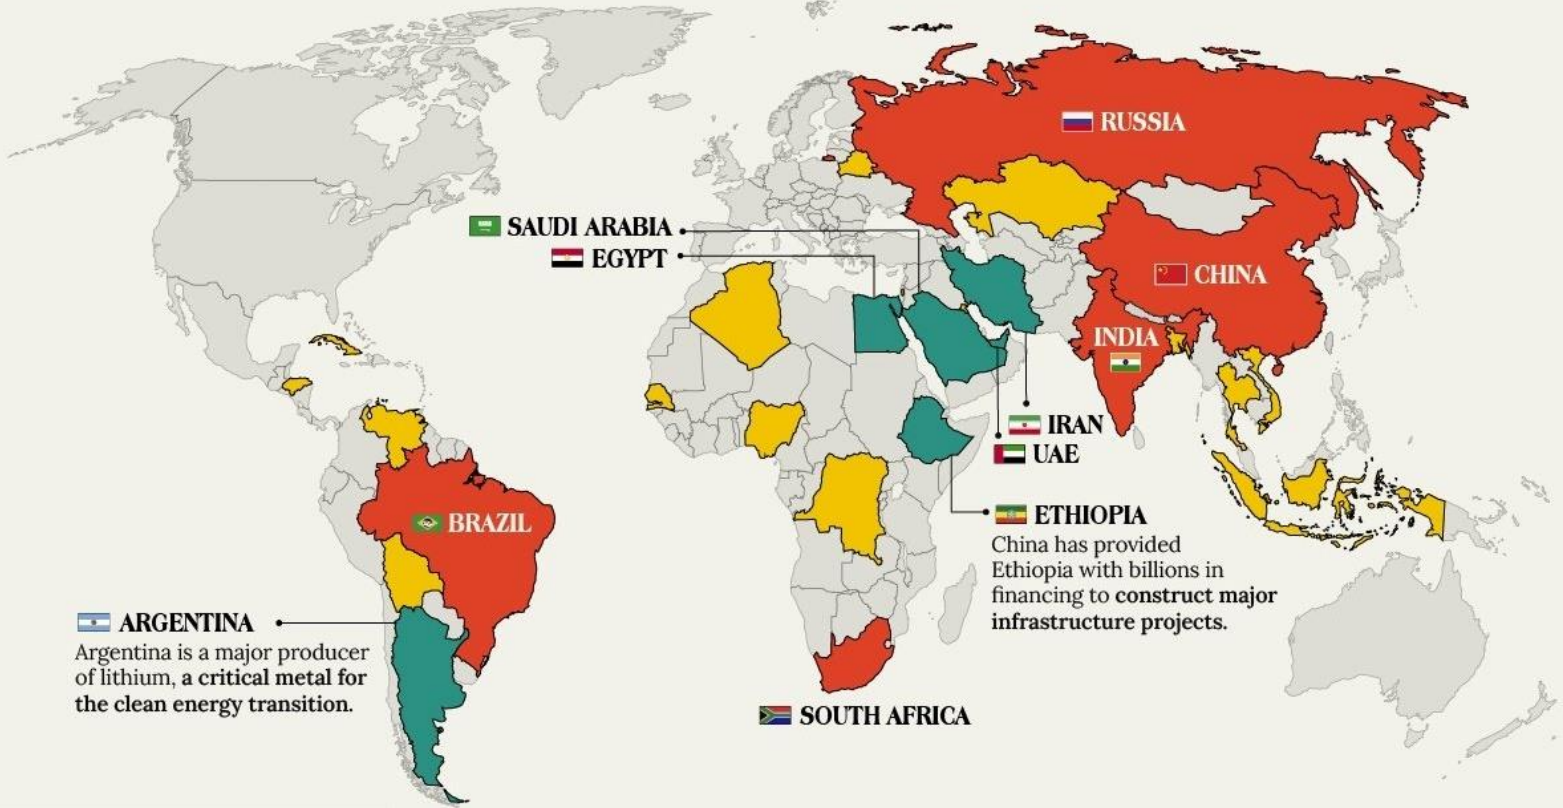 RUSSIA
SAUDI ARABIA
EGYPT
CHINA
INDIA
IRAN
UAE
BRAZIL
ETHIOPIA
China has provided
Ethiopia with billions in
financing to construct major
infrastructure projects.
ARGENTINA
Argentina is a major producer
of lithium, a critical metal for
the clean energy transition.
SOUTH AFRICA